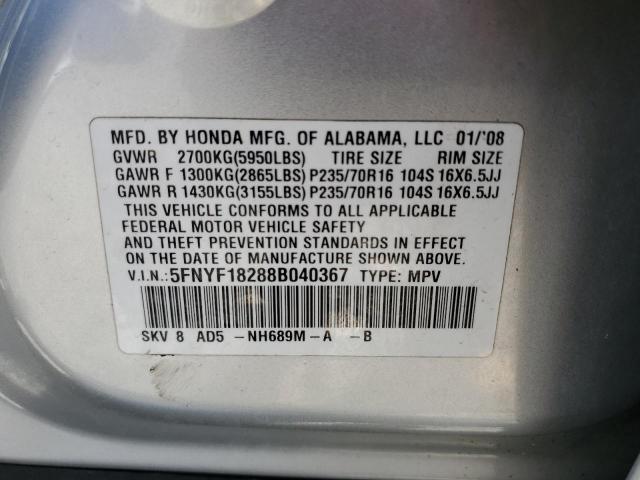 MFD. BY HONDA MFG. OF ALABAMA, LLC 01/'08
GVWR 2700KG(5950LBS) TIRE SIZE RIM SIZE
GAWR F 1300KG(2865LBS) P235/70R16 104S 16X6.5JJ
GAWR R 1430KG(3155LBS) P235/70R16 104S 16X6.5JJ
THIS VEHICLE CONFORMS TO ALL APPLICABLE
FEDERAL MOTOR VEHICLE SAFETY
AND THEFT PREVENTION STANDARDS IN EFFECT
ON THE DATE OF MANUFACTURE SHOWN ABOVE.
V.I.N.:5FNYF18288B040367 TYPE: MPV
SKV 8 AD5 -NH689M-A -B